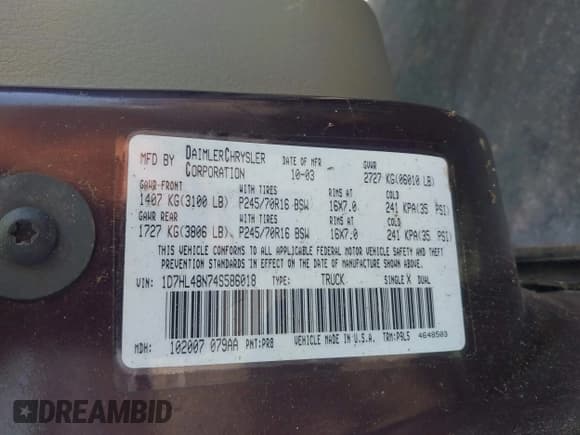 MFD BY DAIMLERCHRYSLER CORPORATION
DATE OF MFR 10-03
GVWR 2727 KG(06010 LB)
GAWR-FRONT WITH TIRES RIMS AT COLD
1407 KG(3100 LB) P245/70R16 BSW 16X7.0 241 KPA(35 PSI)
GAWR REAR WITH TIRES RIMS AT COLD
1727 KG(3806 LB) P245/70R16 BSW 16X7.0 241 KPA(35 PSI)
THIS VEHICLE CONFORMS TO ALL APPLICABLE FEDERAL MOTOR VEHICLE SAFETY AND THEFT
PREVENTION STANDARDS IN EFFECT ON THE DATE OF MANUFACTURE SHOWN ABOVE
VIN: 1D7HL48N74S586018 TYPE: TRUCK SINGLE X DUAL
MDH: 102007 079AA PNT:PR8 VEHICLE MADE IN U.S.A. TRM:P9L5 4648503
DREAMBID